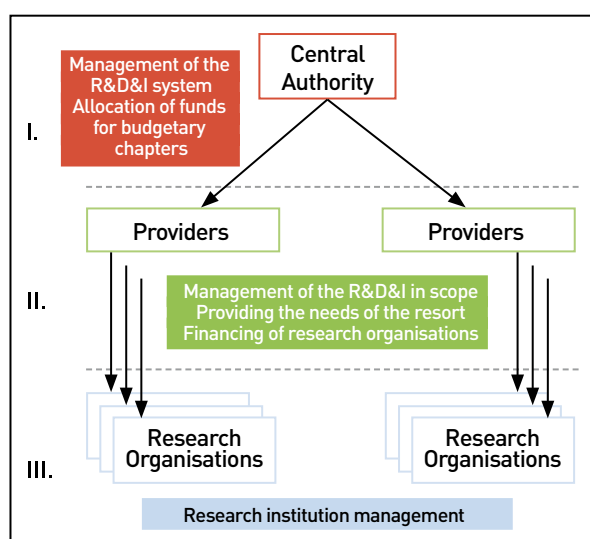 Management of the
R&D&I system
Allocation of funds
for budgetary
chapters
Central
Authority
I.
Providers
Providers
II.
Management of the R&D&I in scope
Providing the needs of the resort
Financing of research organisations
Research
Organisations
Research
Organisations
III.
Research institution management